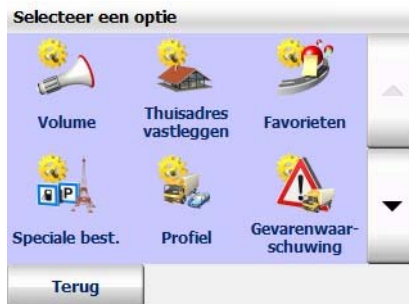 Selecteer een optie
Volume
Thuisadres
vastleggen
Favorieten
P
Speciale best.
Profiel
Gevarenwaar-
schuwing
Terug